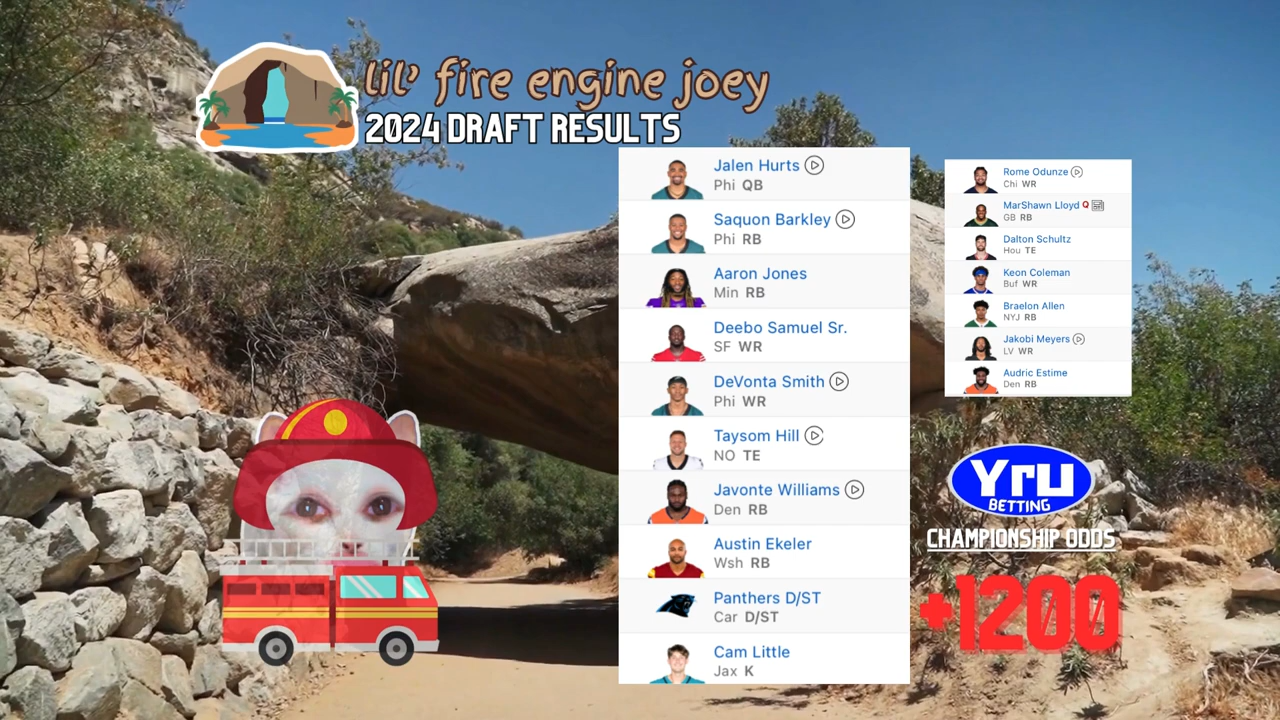 lil' fire engine joey
2024 DRAFT RESULTS
Jalen Hurts
Phi QB
Saquon Barkley
Phi RB
Aaron Jones
Min RB
Deebo Samuel Sr.
SF WR
DeVonta Smith
Phi WR
Taysom Hill
NO TE
Javonte Williams
Den RB
Austin Ekeler
Wsh RB
Panthers D/ST
Car D/ST
Cam Little
Jax K
Rome Odunze
Chi WR
MarShawn Lloyd Q
GB RB
Dalton Schultz
Hou TE
Keon Coleman
Buf WR
Braelon Allen
NYJ RB
Jakobi Meyers
LV WR
Audric Estime
Den RB
Yru
BETTING
CHAMPIONSHIP ODDS
+1200